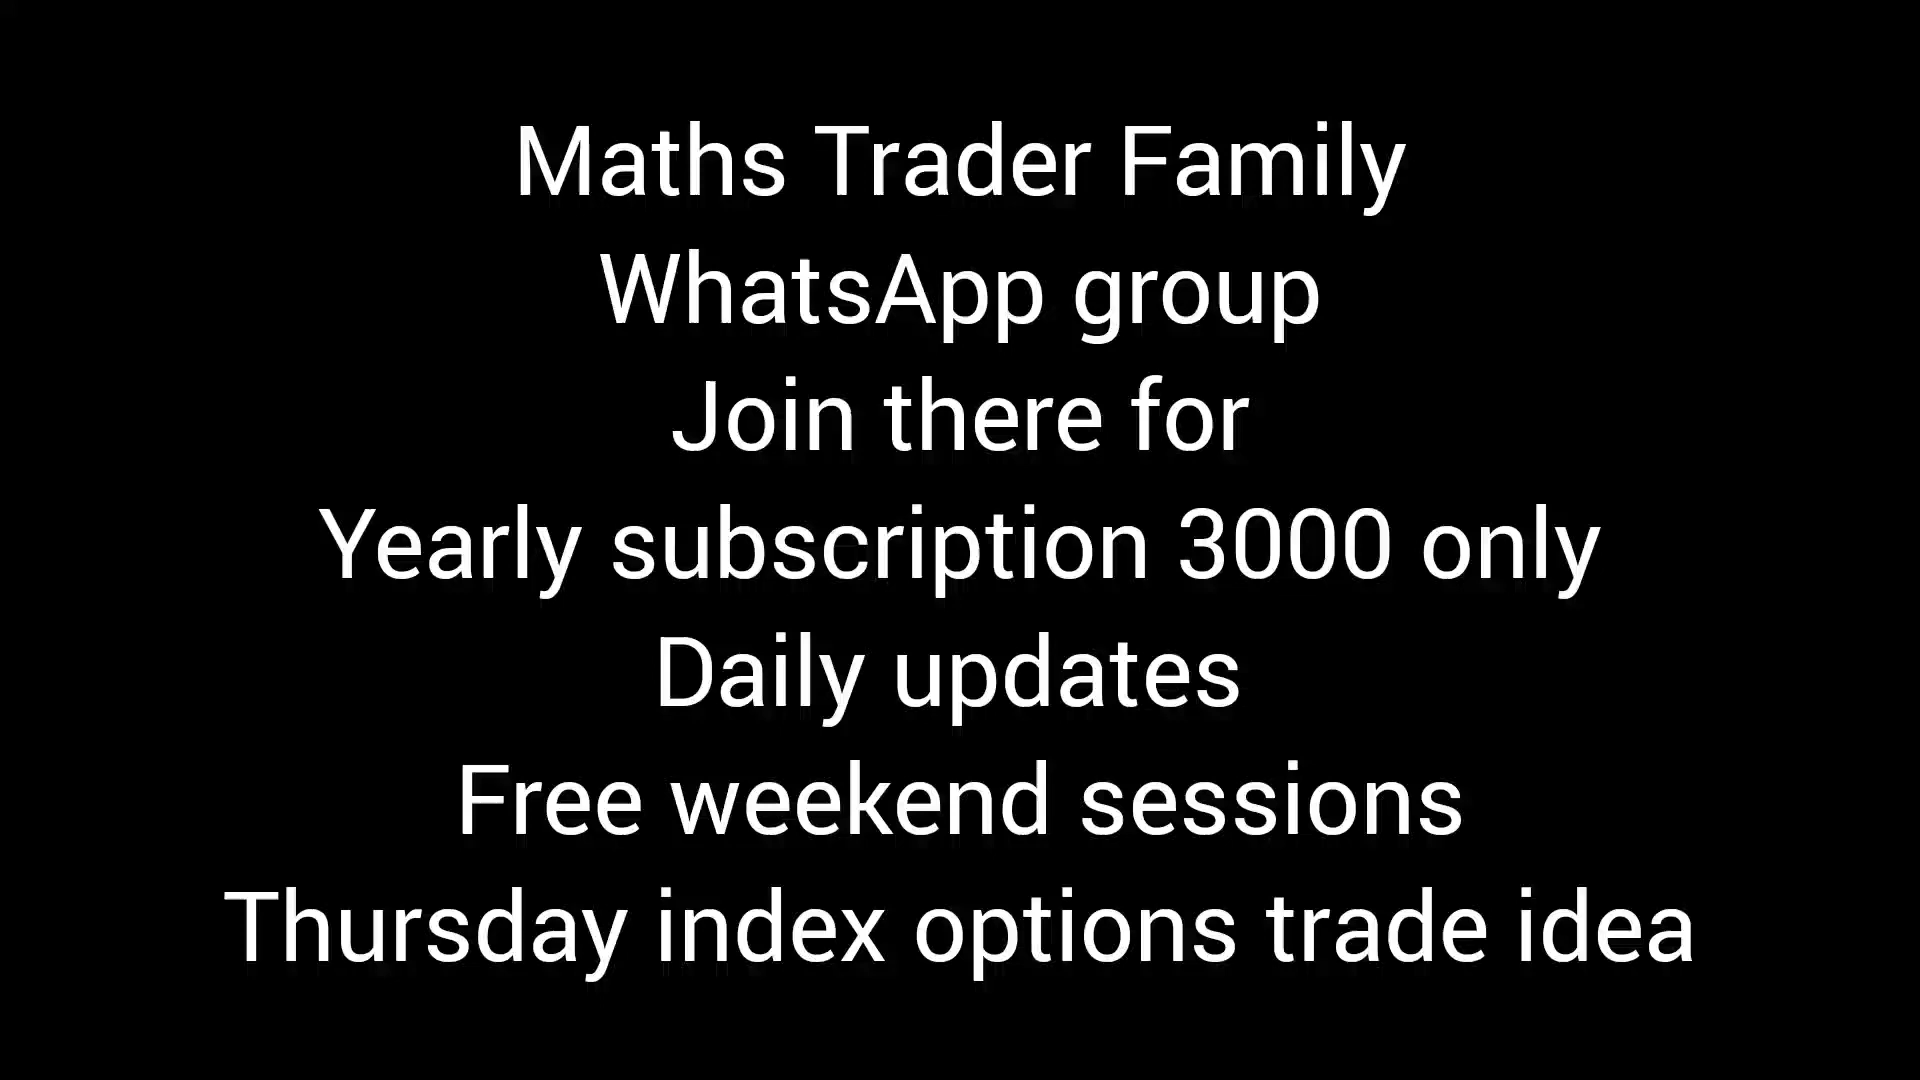 Maths Trader Family
WhatsApp group
Join there for
Yearly subscription 3000 only
Daily updates
Free weekend sessions
Thursday index options trade idea